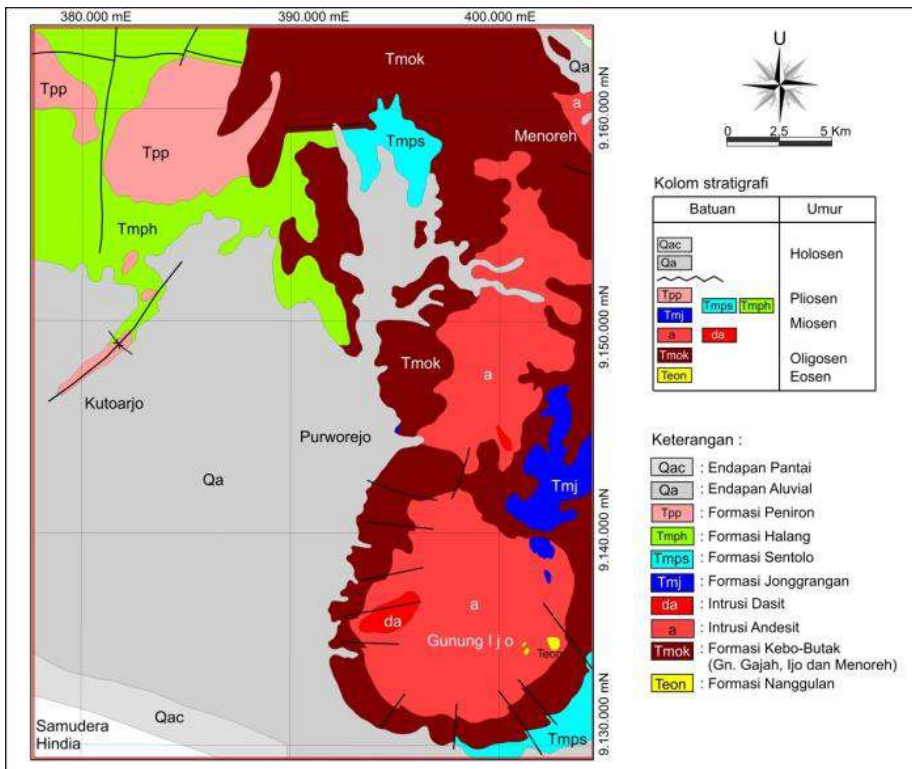 380.000 mE
390.000 mE
400.000 mE
Tmok
Qa
Tpp
a
9.160.000 mN
Menoreh
Tmps
Tpp
Tmph
9.150.000 mN
Tmok
a
Kutoarjo
Purworejo
Qa
Tmj
9.140.000 mN
a
da
Gunung I j o
Teon
Qac
9.130.000 mN
Samudera
Hindia
Tmps
U
0 2,5 5 Km
Kolom stratigrafi
Batuan Umur
Qac
Qa
Holosen
Tpp Tmps Tmph
Pliosen
Tmj
Miosen
a da
Tmok
Oligosen
Teon
Eosen
Keterangan :
Qac : Endapan Pantai
Qa : Endapan Aluvial
Tpp : Formasi Peniron
Tmph : Formasi Halang
Tmps : Formasi Sentolo
Tmj : Formasi Jonggrangan
da : Intrusi Dasit
a : Intrusi Andesit
Tmok : Formasi Kebo-Butak
(Gn. Gajah, Ijo dan Menoreh)
Teon : Formasi Nanggulan